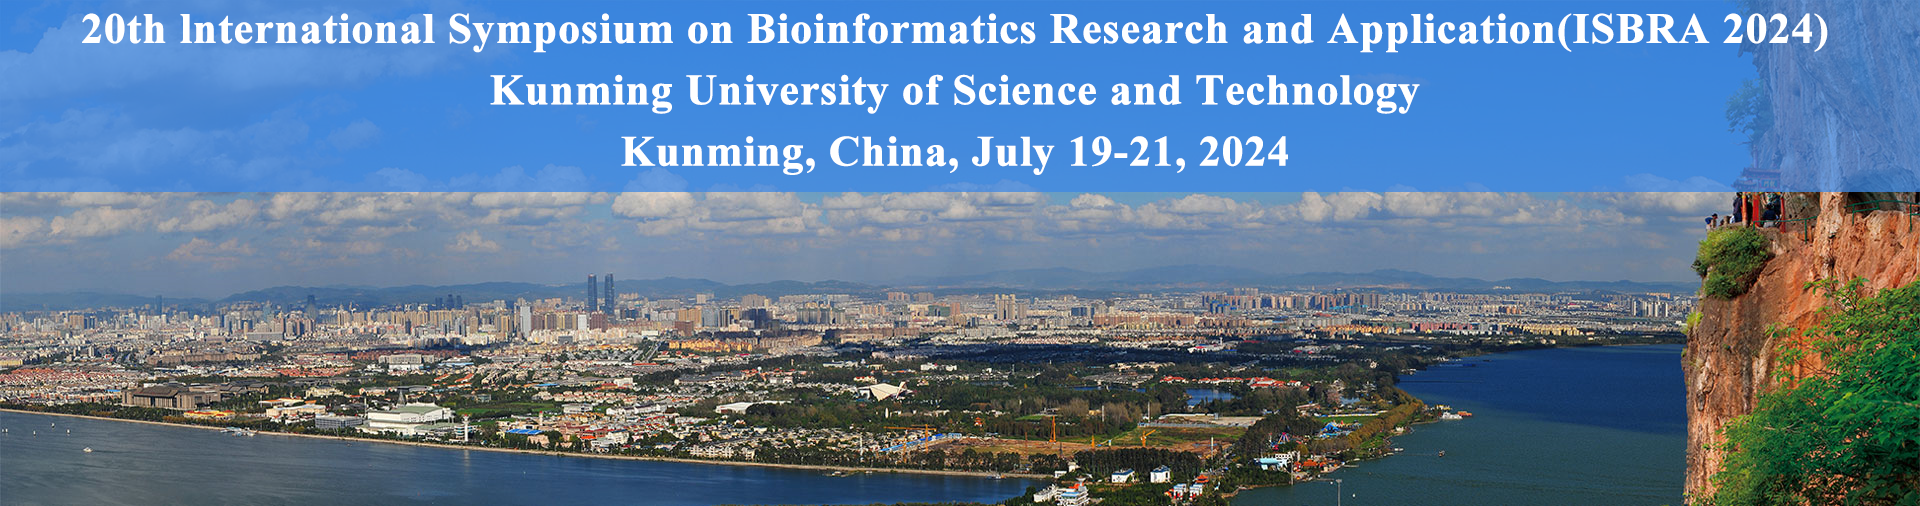 20th International Symposium on Bioinformatics Research and Application(ISBRA 2024)
Kunming University of Science and Technology
Kunming, China, July 19-21, 2024